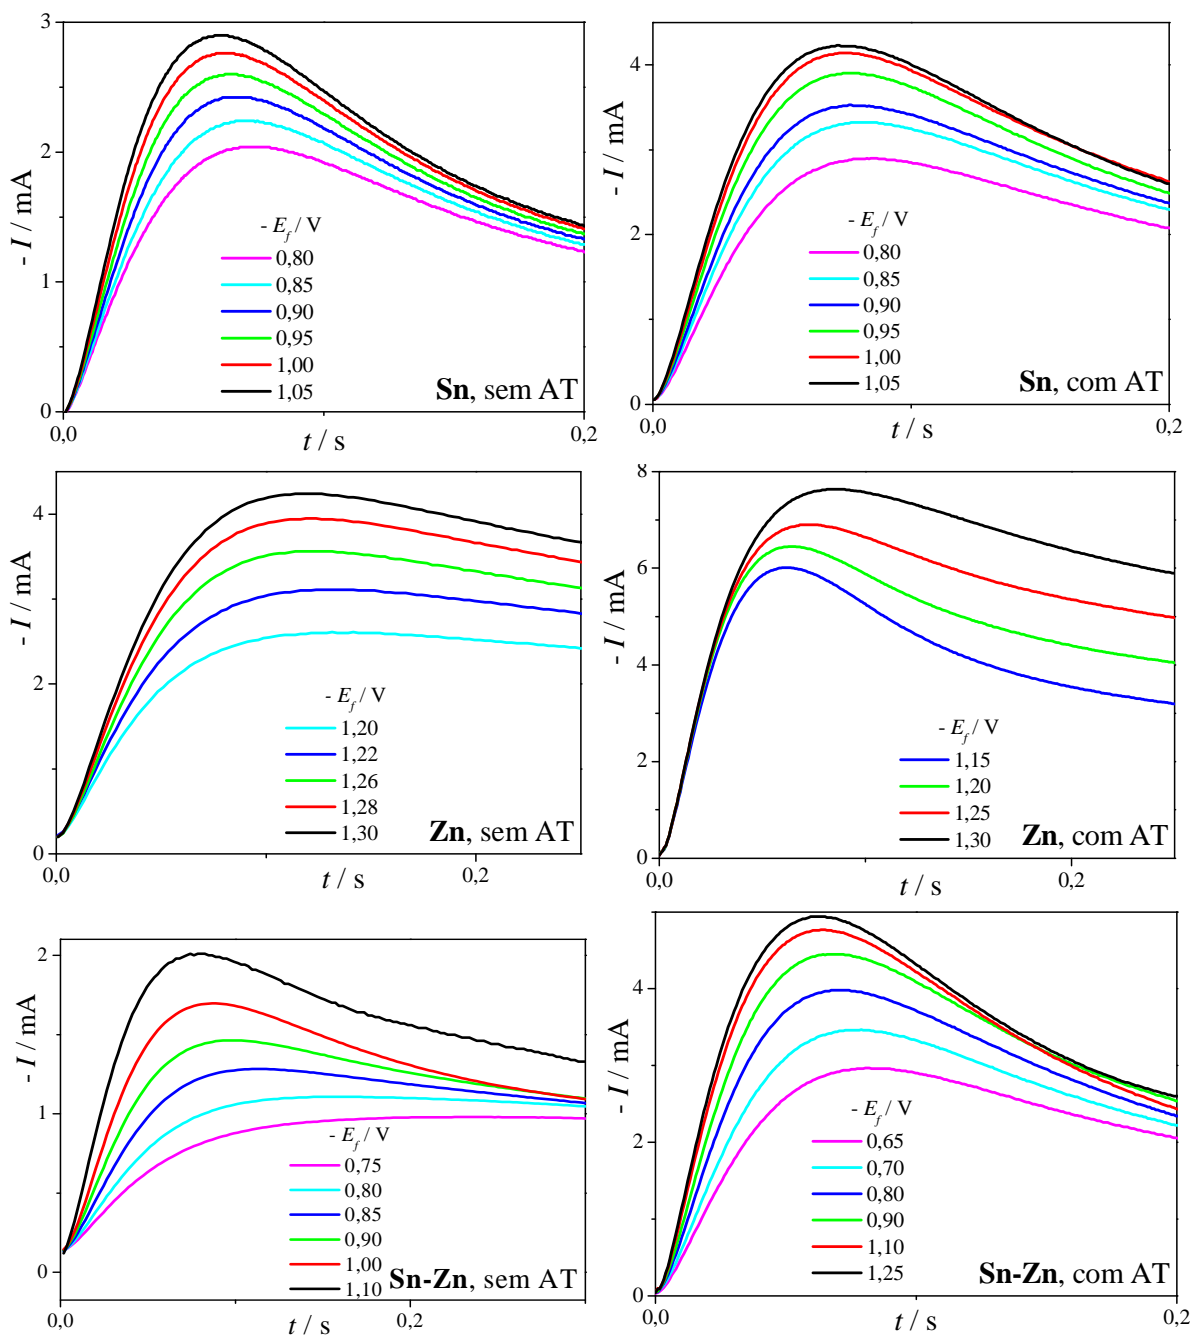 3
2
1
0
- I / mA
- E_f / V
0,80
0,85
0,90
0,95
1,00
1,05
Sn, sem AT
0,0
0,2
t / s
4
2
0
- I / mA
- E_f / V
0,80
0,85
0,90
0,95
1,00
1,05
Sn, com AT
0,0
0,2
t / s
4
2
0
- I / mA
- E_f / V
1,20
1,22
1,26
1,28
1,30
Zn, sem AT
0,0
0,2
t / s
8
6
4
2
0
- I / mA
- E_f / V
1,15
1,20
1,25
1,30
Zn, com AT
0,0
0,2
t / s
2
1
0
- I / mA
- E_f / V
0,75
0,80
0,85
0,90
1,00
1,10
Sn-Zn, sem AT
0,0
0,2
t / s
4
2
0
- I / mA
- E_f / V
0,65
0,70
0,80
0,90
1,10
1,25
Sn-Zn, com AT
0,0
0,2
t / s